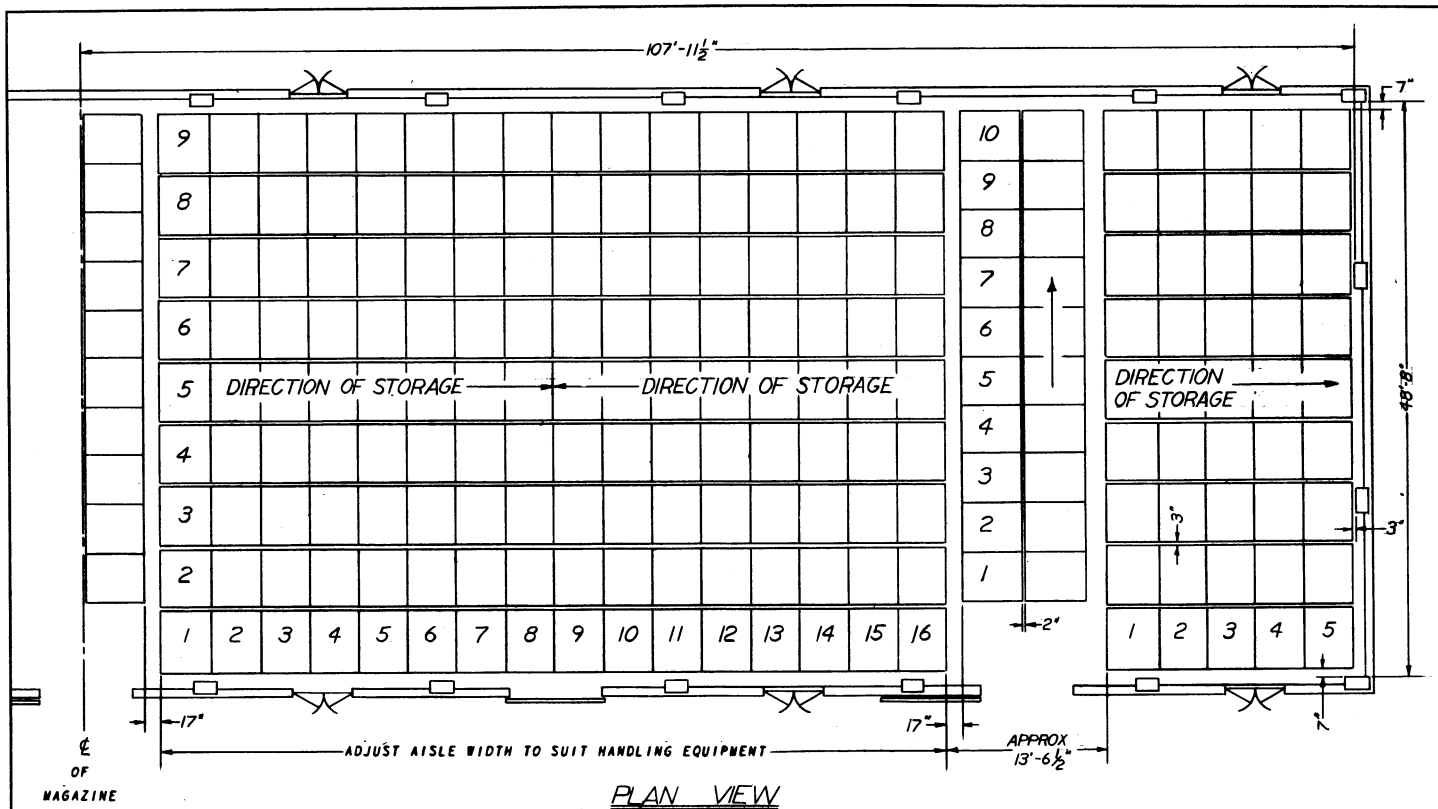 107'-11½"
7"
9
10
8
9
8
7
7
6
6
5
DIRECTION OF STORAGE
DIRECTION OF STORAGE
5
DIRECTION
OF STORAGE
48'-8"
4
4
3
3
3"
3"
2
2
1
1 2 3 4 5 6 7 8 9 10 11 12 13 14 15 16
2"
1 2 3 4 5
17"
17"
7"
ADJUST AISLE WIDTH TO SUIT HANDLING EQUIPMENT
APPROX
13'-6½"
℄
OF
MAGAZINE
PLAN VIEW